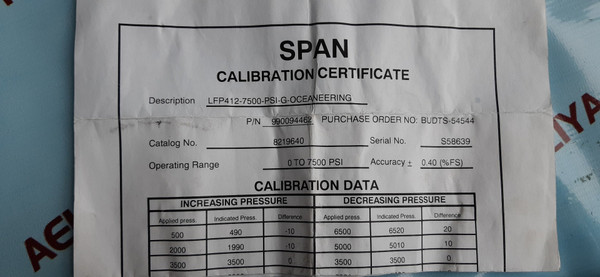 SPAN
CALIBRATION CERTIFICATE
Description LFP412-7500-PSI-G-OCEANEERING
P/N 990094462 PURCHASE ORDER NO: BUDTS-54544
Catalog No. 8219640 Serial No. S58639
Operating Range 0 TO 7500 PSI Accuracy ± 0.40 (%FS)
CALIBRATION DATA
INCREASING PRESSURE DECREASING PRESSURE
Applied press. Indicated Press. Difference Applied press. Indicated Press. Difference
500 490 -10 6500 6520 20
2000 1990 -10 5000 5010 10
3500 3500 0 3500 3500 0